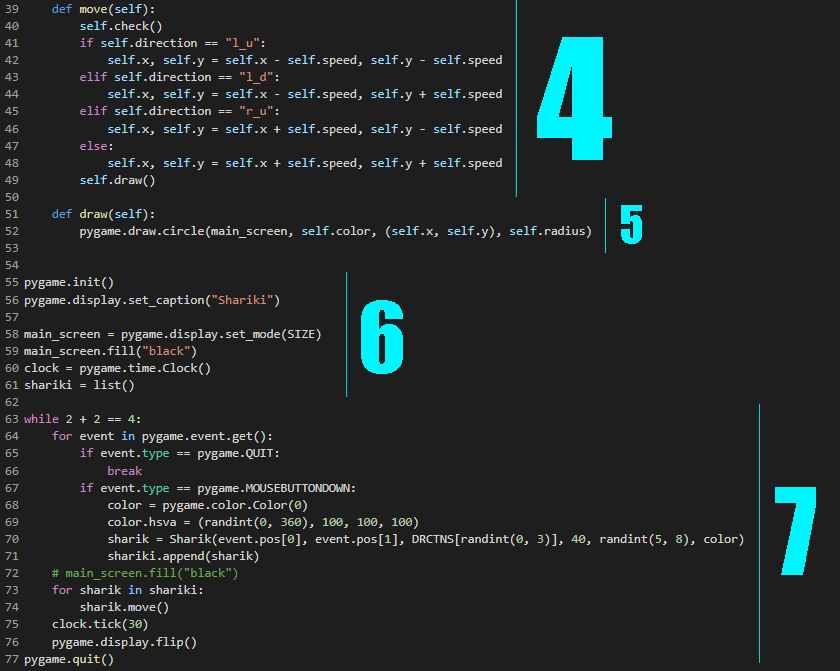 39 def move(self):
40 self.check()
41 if self.direction == "l_u":
42 self.x, self.y = self.x - self.speed, self.y - self.speed
43 elif self.direction == "l_d":
44 self.x, self.y = self.x - self.speed, self.y + self.speed
45 elif self.direction == "r_u":
46 self.x, self.y = self.x + self.speed, self.y - self.speed
47 else:
48 self.x, self.y = self.x + self.speed, self.y + self.speed
49 self.draw()
4
50
51 def draw(self):
52 pygame.draw.circle(main_screen, self.color, (self.x, self.y), self.radius)
5
53
54
55 pygame.init()
56 pygame.display.set_caption("Shariki")
57
58 main_screen = pygame.display.set_mode(SIZE)
59 main_screen.fill("black")
60 clock = pygame.time.Clock()
61 shariki = list()
6
62
63 while 2 + 2 == 4:
64 for event in pygame.event.get():
65 if event.type == pygame.QUIT:
66 break
67 if event.type == pygame.MOUSEBUTTONDOWN:
68 color = pygame.color.Color(0)
69 color.hsva = (randint(0, 360), 100, 100, 100)
70 sharik = Sharik(event.pos[0], event.pos[1], DRCTNS[randint(0, 3)], 40, randint(5, 8), color)
71 shariki.append(sharik)
72 # main_screen.fill("black")
73 for sharik in shariki:
74 sharik.move()
75 clock.tick(30)
76 pygame.display.flip()
77 pygame.quit()
7